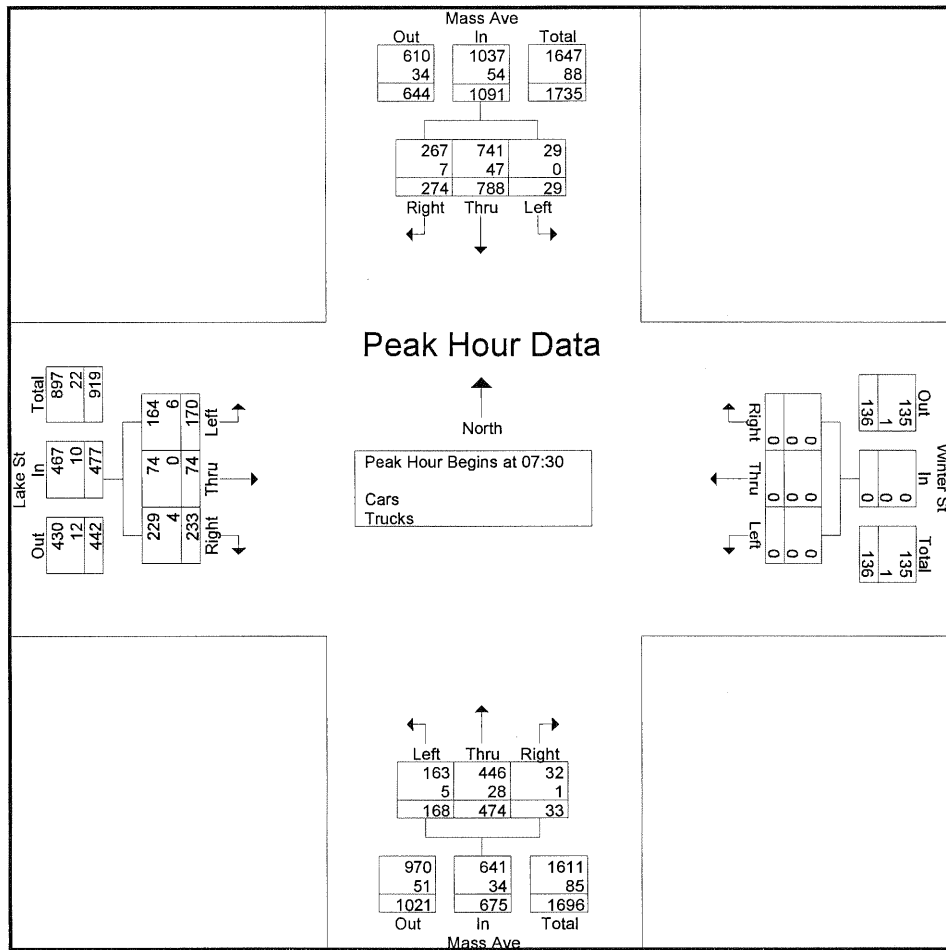 Mass Ave
Out In Total
610 1037 1647
34 54 88
644 1091 1735
267 741 29
7 47 0
274 788 29
Right Thru Left
Peak Hour Data
North
Peak Hour Begins at 07:30
Cars
Trucks
Lake St
Total In Out
897 467 430
22 10 12
919 477 442
164 74 229
6 0 4
170 74 233
Left Thru Right
Winter St
Out In Total
135 0 135
1 0 1
136 0 136
0 0 0
0 0 0
0 0 0
Right Thru Left
Left Thru Right
163 446 32
5 28 1
168 474 33
970 641 1611
51 34 85
1021 675 1696
Out In Total
Mass Ave